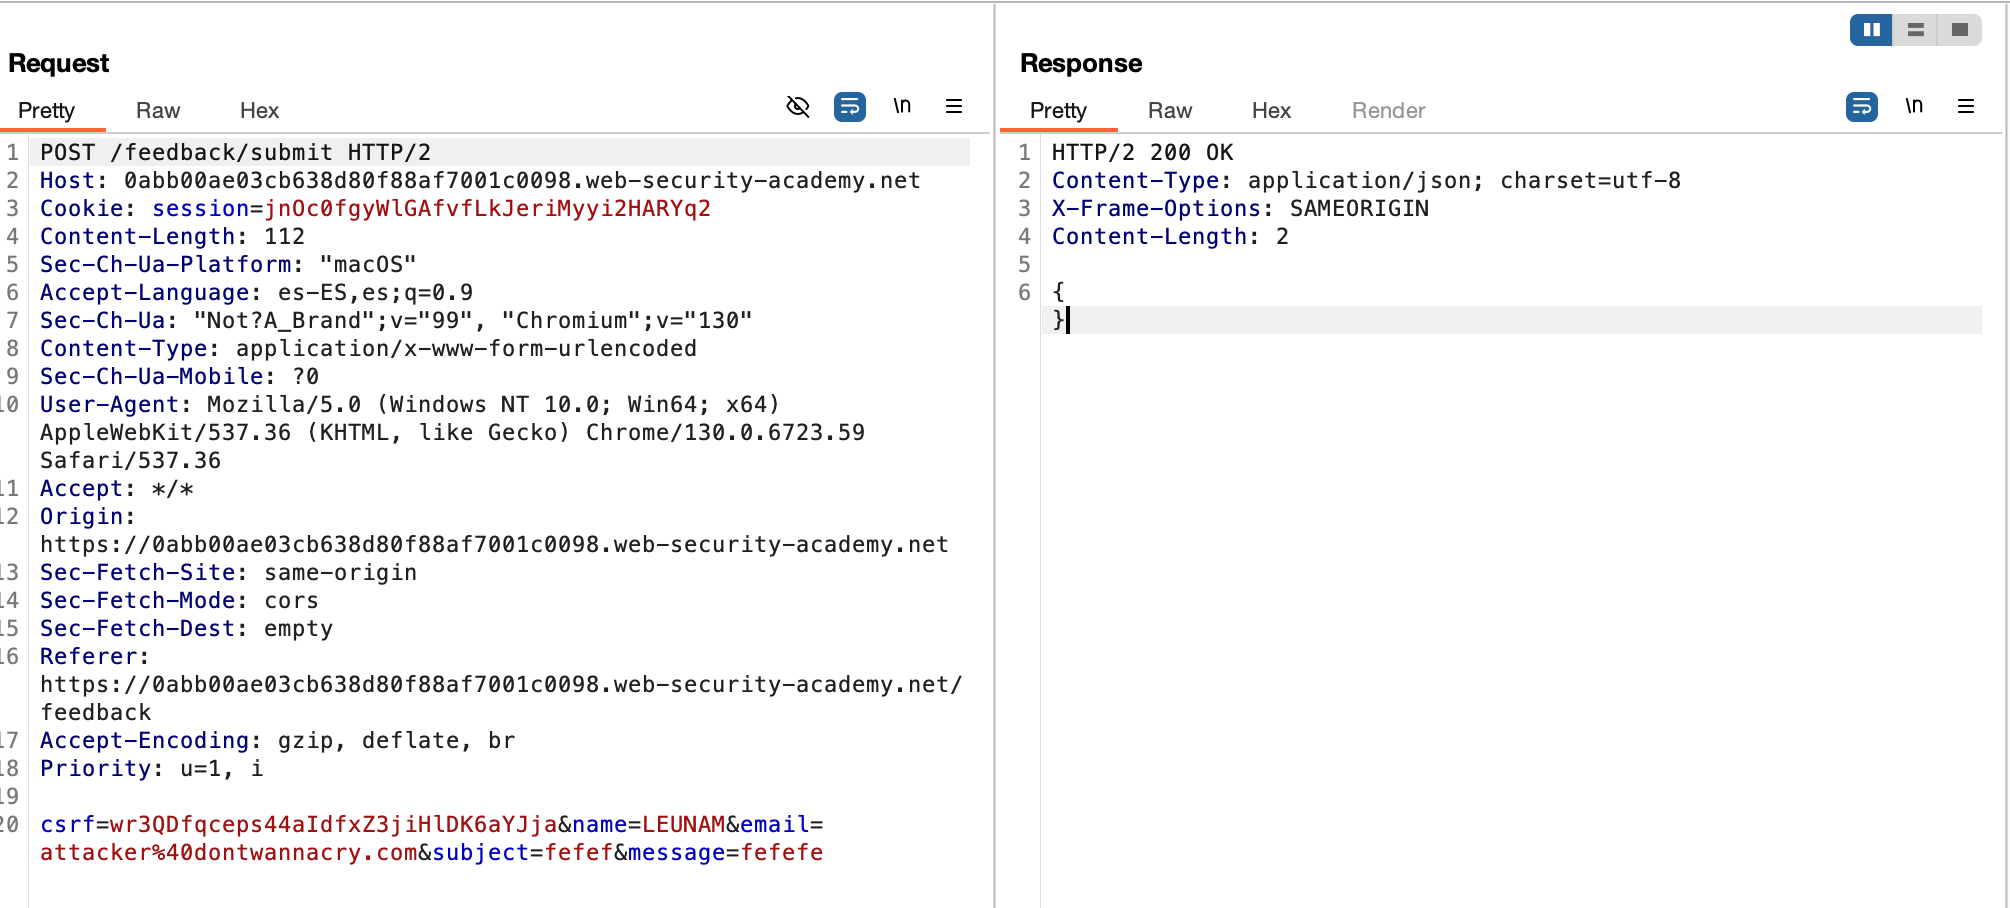 Request
Pretty Raw Hex \n
1 POST /feedback/submit HTTP/2
2 Host: 0abb00ae03cb638d80f88af7001c0098.web-security-academy.net
3 Cookie: session=jnOc0fgyWlGAfvfLkJeriMyyi2HARYq2
4 Content-Length: 112
5 Sec-Ch-Ua-Platform: "macOS"
6 Accept-Language: es-ES,es;q=0.9
7 Sec-Ch-Ua: "Not?A_Brand";v="99", "Chromium";v="130"
8 Content-Type: application/x-www-form-urlencoded
9 Sec-Ch-Ua-Mobile: ?0
10 User-Agent: Mozilla/5.0 (Windows NT 10.0; Win64; x64)
AppleWebKit/537.36 (KHTML, like Gecko) Chrome/130.0.6723.59
Safari/537.36
11 Accept: */*
12 Origin:
https://0abb00ae03cb638d80f88af7001c0098.web-security-academy.net
13 Sec-Fetch-Site: same-origin
14 Sec-Fetch-Mode: cors
15 Sec-Fetch-Dest: empty
16 Referer:
https://0abb00ae03cb638d80f88af7001c0098.web-security-academy.net/
feedback
17 Accept-Encoding: gzip, deflate, br
18 Priority: u=1, i
19
20 csrf=wr3QDfqceps44aIdfxZ3jiHlDK6aYJja&name=LEUNAM&email=
attacker%40dontwannacry.com&subject=fefef&message=fefefe
Response
Pretty Raw Hex Render \n
1 HTTP/2 200 OK
2 Content-Type: application/json; charset=utf-8
3 X-Frame-Options: SAMEORIGIN
4 Content-Length: 2
5
6 {
}